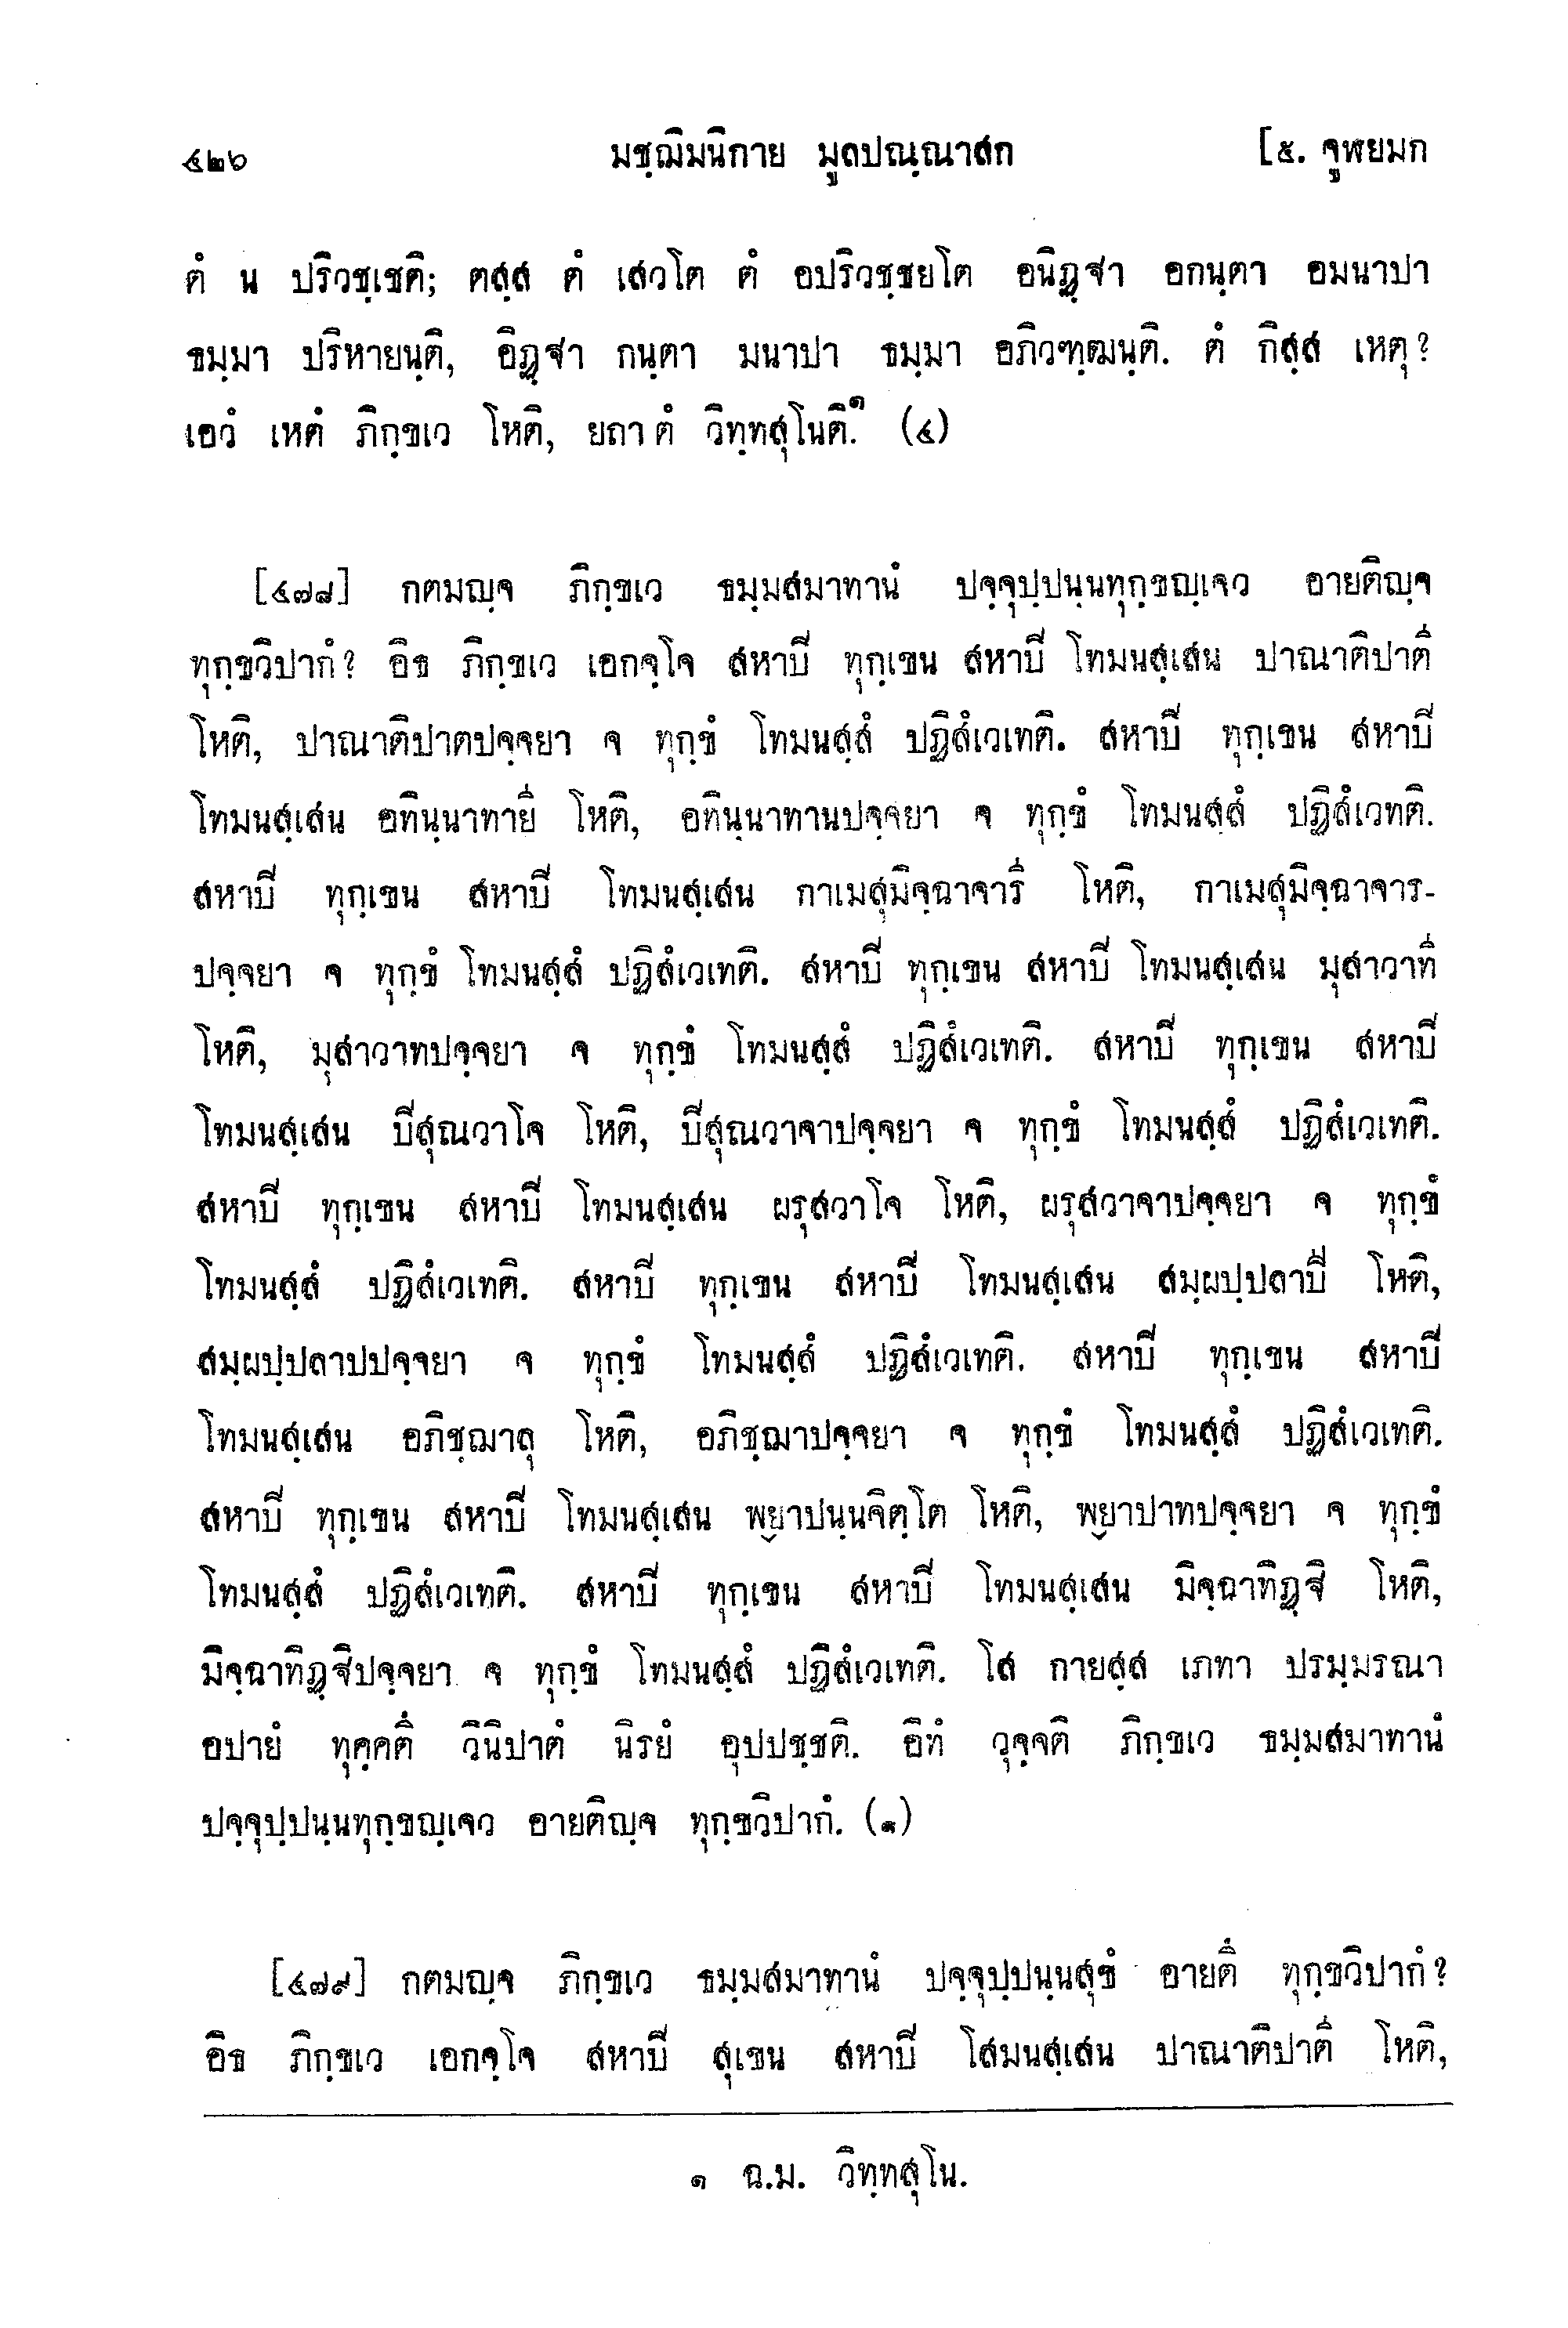 ๔๒๖ มชฺฌิมนิกาย มูลปณฺณาสก [๕. จูฬยมก
ตํ น ปริวชฺเชติ; ตสฺส ตํ เสวโต ตํ อปริวชฺชยโต อนิฏฺฐา อกนฺตา อมนาปา
ธมฺมา ปริหายนฺติ, อิฏฺฐา กนฺตา มนาปา ธมฺมา อภิวฑฺฒนฺติ. ตํ กิสฺส เหตุ?
เอวํ เหตํ ภิกฺขเว โหติ, ยถา ตํ วิทฺทสุโนติ.๑ (๔)
[๔๗๘] กตมญฺจ ภิกฺขเว ธมฺมสมาทานํ ปจฺจุปฺปนฺนทุกฺขญฺเจว อายติญฺจ
ทุกฺขวิปากํ? อิธ ภิกฺขเว เอกจฺโจ สหาปิ ทุกฺเขน สหาปิ โทมนสฺเสน ปาณาติปาตี
โหติ, ปาณาติปาตปจฺจยา จ ทุกฺขํ โทมนสฺสํ ปฏิสํเวเทติ. สหาปิ ทุกฺเขน สหาปิ
โทมนสฺเสน อทินฺนาทายี โหติ, อทินฺนาทานปจฺจยา จ ทุกฺขํ โทมนสฺสํ ปฏิสํเวทติ.
สหาปิ ทุกฺเขน สหาปิ โทมนสฺเสน กาเมสุมิจฺฉาจารี โหติ, กาเมสุมิจฺฉาจาร-
ปจฺจยา จ ทุกฺขํ โทมนสฺสํ ปฏิสํเวเทติ. สหาปิ ทุกฺเขน สหาปิ โทมนสฺเสน มุสาวาที
โหติ, มุสาวาทปจฺจยา จ ทุกฺขํ โทมนสฺสํ ปฏิสํเวเทติ. สหาปิ ทุกฺเขน สหาปิ
โทมนสฺเสน ปิสุณวาโจ โหติ, ปิสุณวาจาปจฺจยา จ ทุกฺขํ โทมนสฺสํ ปฏิสํเวเทติ.
สหาปิ ทุกฺเขน สหาปิ โทมนสฺเสน ผรุสวาโจ โหติ, ผรุสวาจาปจฺจยา จ ทุกฺขํ
โทมนสฺสํ ปฏิสํเวเทติ. สหาปิ ทุกฺเขน สหาปิ โทมนสฺเสน สมฺผปฺปลาปี โหติ,
สมฺผปฺปลาปปจฺจยา จ ทุกฺขํ โทมนสฺสํ ปฏิสํเวเทติ. สหาปิ ทุกฺเขน สหาปิ
โทมนสฺเสน อภิชฺฌาลุ โหติ, อภิชฺฌาปจฺจยา จ ทุกฺขํ โทมนสฺสํ ปฏิสํเวเทติ.
สหาปิ ทุกฺเขน สหาปิ โทมนสฺเสน พฺยาปนฺนจิตฺโต โหติ, พฺยาปาทปจฺจยา จ ทุกฺขํ
โทมนสฺสํ ปฏิสํเวเทติ. สหาปิ ทุกฺเขน สหาปิ โทมนสฺเสน มิจฺฉาทิฏฺฐิ โหติ,
มิจฺฉาทิฏฺฐิปจฺจยา จ ทุกฺขํ โทมนสฺสํ ปฏิสํเวเทติ. โส กายสฺส เภทา ปรมฺมรณา
อปายํ ทุคฺคตึ วินิปาตํ นิรยํ อุปปชฺชติ. อิทํ วุจฺจติ ภิกฺขเว ธมฺมสมาทานํ
ปจฺจุปฺปนฺนทุกฺขญฺเจว อายติญฺจ ทุกฺขวิปากํ. (๑)
[๔๗๙] กตมญฺจ ภิกฺขเว ธมฺมสมาทานํ ปจฺจุปฺปนฺนสุขํ อายตึ ทุกฺขวิปากํ?
อิธ ภิกฺขเว เอกจฺโจ สหาปิ สุเขน สหาปิ โสมนสฺเสน ปาณาติปาตี โหติ,
๑ ฉ.ม. วิทฺทสุโน.